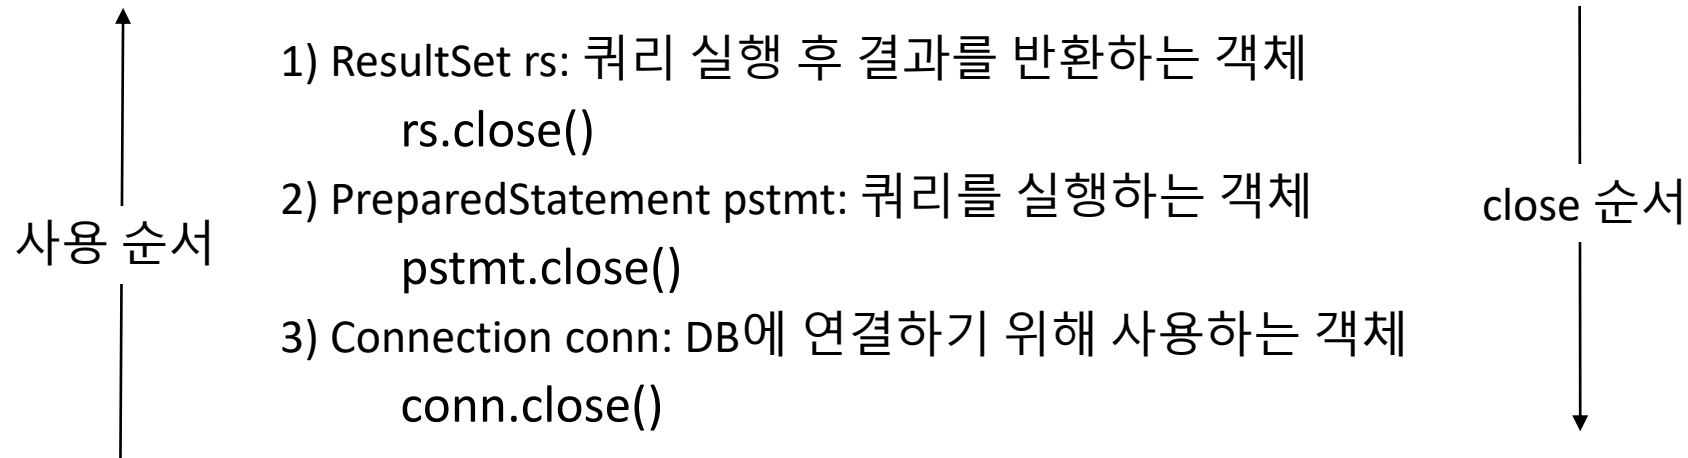 1) ResultSet rs: 쿼리 실행 후 결과를 반환하는 객체
rs.close()
2) PreparedStatement pstmt: 쿼리를 실행하는 객체
close 순서
사용 순서
pstmt.close()
3) Connection conn: DB에 연결하기 위해 사용하는 객체
conn.close()